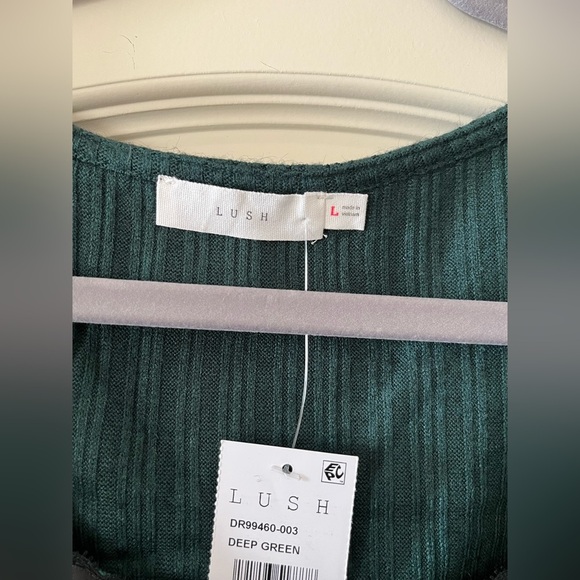 LUSH
L
made in
vietnam
LUSH
DR99460-003
DEEP GREEN